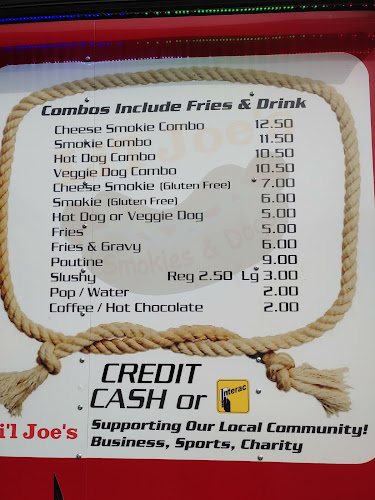 Combos Include Fries & Drink
Cheese Smokie Combo 12.50
Smokie Combo 11.50
Hot Dog Combo 10.50
Veggie Dog Combo 10.50
Cheese Smokie (Gluten Free) 7.00
Smokie (Gluten Free) 6.00
Hot Dog or Veggie Dog 5.00
Fries 5.00
Fries & Gravy 6.00
Poutine 9.00
Slushy Reg 2.50 Lg 3.00
Pop / Water 2.00
Coffee / Hot Chocolate 2.00
Joe
Smokies & Do
CREDIT
CASH or Interac
i'l Joe's
Supporting Our Local Community!
Business, Sports, Charity